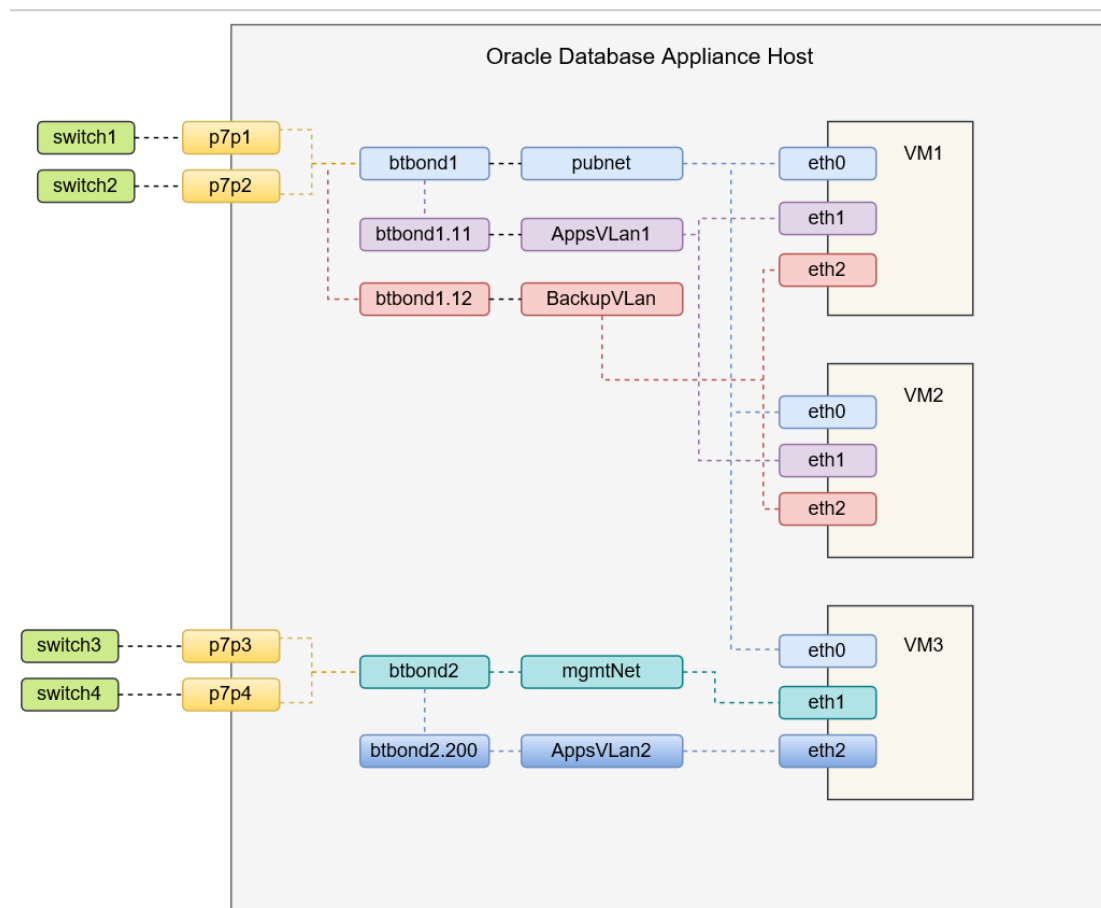 Oracle Database Appliance Host
switch1
p7p1
switch2
p7p2
btbond1
pubnet
eth0
VM1
btbond1.11
AppsVLan1
eth1
btbond1.12
BackupVLan
eth2
VM2
eth0
eth1
eth2
switch3
p7p3
switch4
p7p4
btbond2
mgmtNet
eth0
VM3
eth1
btbond2.200
AppsVLan2
eth2